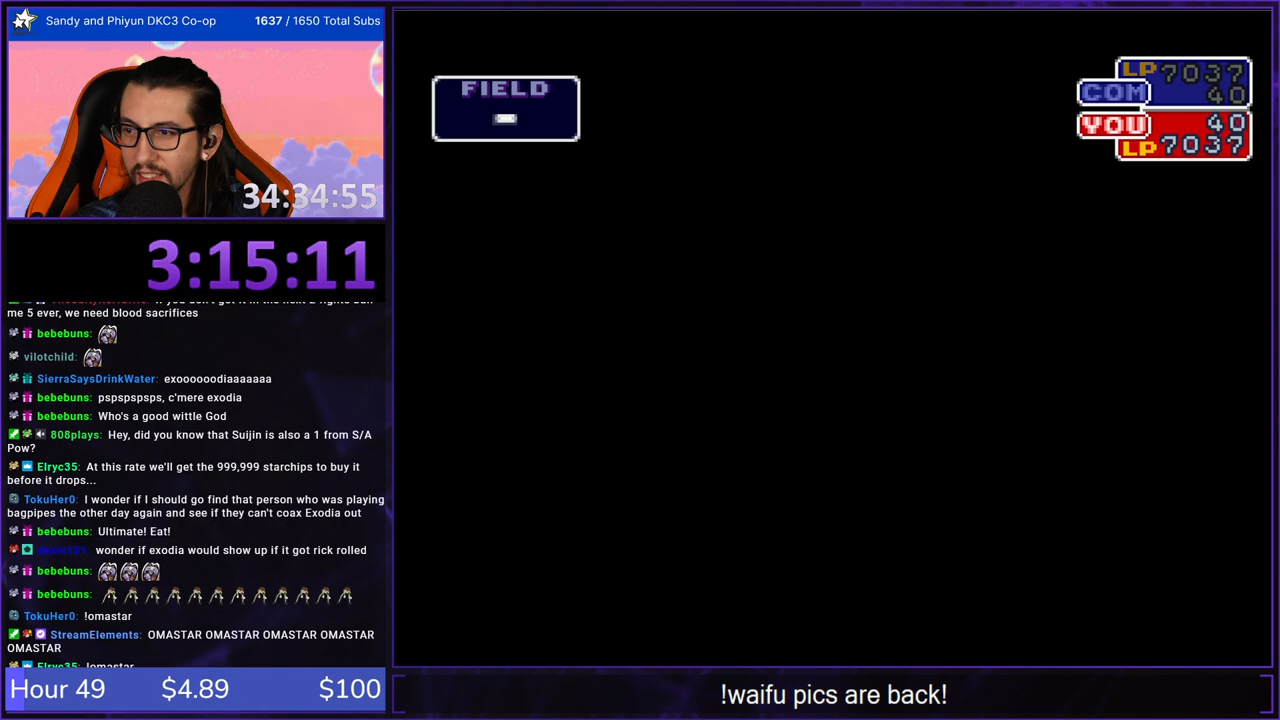 Sandy and Phiyun DKC3 Co-op 1637 / 1650 Total Subs
34:34:55
3:15:11
me 5 ever, we need blood sacrifices
bebebuns:
vilotchild:
SierraSaysDrinkWater: exoooooodiaaaaaaa
bebebuns: pspspspsps, c'mere exodia
bebebuns: Who's a good wittle God
808plays: Hey, did you know that Suijin is also a 1 from S/A
Pow?
Elryc35: At this rate we'll get the 999,999 starchips to buy it
before it drops...
TokuHer0: I wonder if I should go find that person who was playing
bagpipes the other day again and see if they can't coax Exodia out
bebebuns: Ultimate! Eat!
wonder if exodia would show up if it got rick rolled
bebebuns:
bebebuns:
TokuHer0: !omastar
StreamElements: OMASTAR OMASTAR OMASTAR OMASTAR
OMASTAR
Elryc35: !omastar
Hour 49 $4.89 $100
FIELD
LP 7037
COM 40
YOU 40
LP 7037
!waifu pics are back!